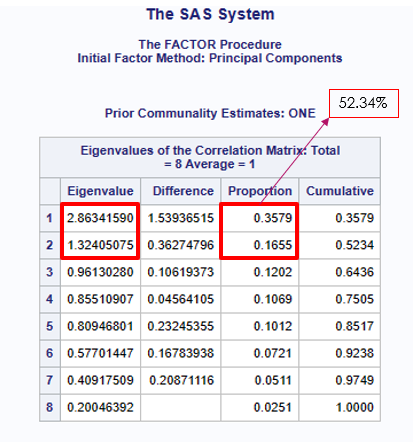 The SAS System
The FACTOR Procedure
Initial Factor Method: Principal Components
52.34%
Prior Communality Estimates: ONE
Eigenvalues of the Correlation Matrix: Total
= 8 Average = 1
Eigenvalue Difference Proportion Cumulative
1 2.86341590 1.53936515 0.3579 0.3579
2 1.32405075 0.36274796 0.1655 0.5234
3 0.96130280 0.10619373 0.1202 0.6436
4 0.85510907 0.04564105 0.1069 0.7505
5 0.80946801 0.23245355 0.1012 0.8517
6 0.57701447 0.16783938 0.0721 0.9238
7 0.40917509 0.20871116 0.0511 0.9749
8 0.20046392 0.0251 1.0000